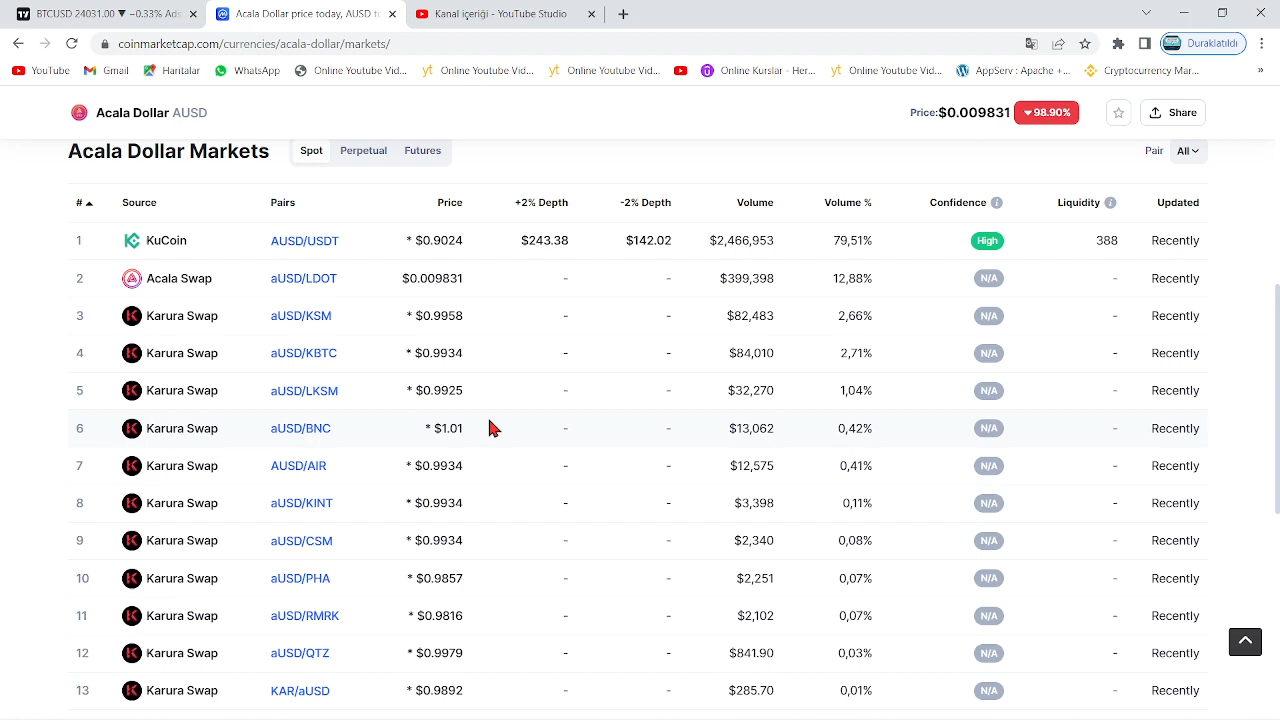 BTCUSD 24031.00 ▼ −0.33% Ads
Acala Dollar price today, AUSD to
Kanal içeriği - YouTube Studio
coinmarketcap.com/currencies/acala-dollar/markets/
Duraklatıldı
YouTube Gmail Haritalar WhatsApp Online Youtube Vid... Online Youtube Vid... Online Youtube Vid... Online Kurslar - Her... Online Youtube Vid... AppServ : Apache +... Cryptocurrency Mar... »
Acala Dollar AUSD Price:$0.009831 ▼98.90% Share
Acala Dollar Markets Spot Perpetual Futures Pair All
# Source Pairs Price +2% Depth -2% Depth Volume Volume % Confidence Liquidity Updated
1 KuCoin AUSD/USDT * $0.9024 $243.38 $142.02 $2,466,953 79,51% High 388 Recently
2 Acala Swap aUSD/LDOT $0.009831 - - $399,398 12,88% N/A - Recently
3 Karura Swap aUSD/KSM * $0.9958 - - $82,483 2,66% N/A - Recently
4 Karura Swap aUSD/KBTC * $0.9934 - - $84,010 2,71% N/A - Recently
5 Karura Swap aUSD/LKSM * $0.9925 - - $32,270 1,04% N/A - Recently
6 Karura Swap aUSD/BNC * $1.01 - - $13,062 0,42% N/A - Recently
7 Karura Swap AUSD/AIR * $0.9934 - - $12,575 0,41% N/A - Recently
8 Karura Swap aUSD/KINT * $0.9934 - - $3,398 0,11% N/A - Recently
9 Karura Swap aUSD/CSM * $0.9934 - - $2,340 0,08% N/A - Recently
10 Karura Swap aUSD/PHA * $0.9857 - - $2,251 0,07% N/A - Recently
11 Karura Swap aUSD/RMRK * $0.9816 - - $2,102 0,07% N/A - Recently
12 Karura Swap aUSD/QTZ * $0.9979 - - $841.90 0,03% N/A - Recently
13 Karura Swap KAR/aUSD * $0.9892 - - $285.70 0,01% N/A - Recently